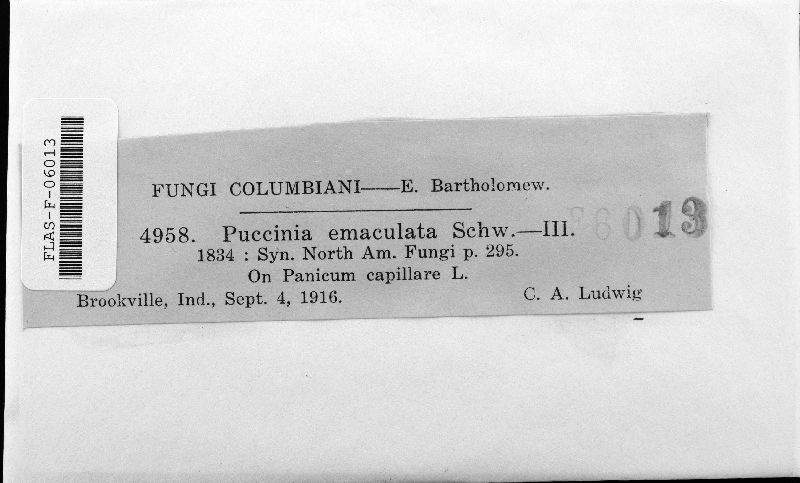 FLAS-F-06013
FUNGI COLUMBIANI——E. Bartholomew.
4958. Puccinia emaculata Schw.—III.
F6013
1834 : Syn. North Am. Fungi p. 295.
On Panicum capillare L.
Brookville, Ind., Sept. 4, 1916. C. A. Ludwig